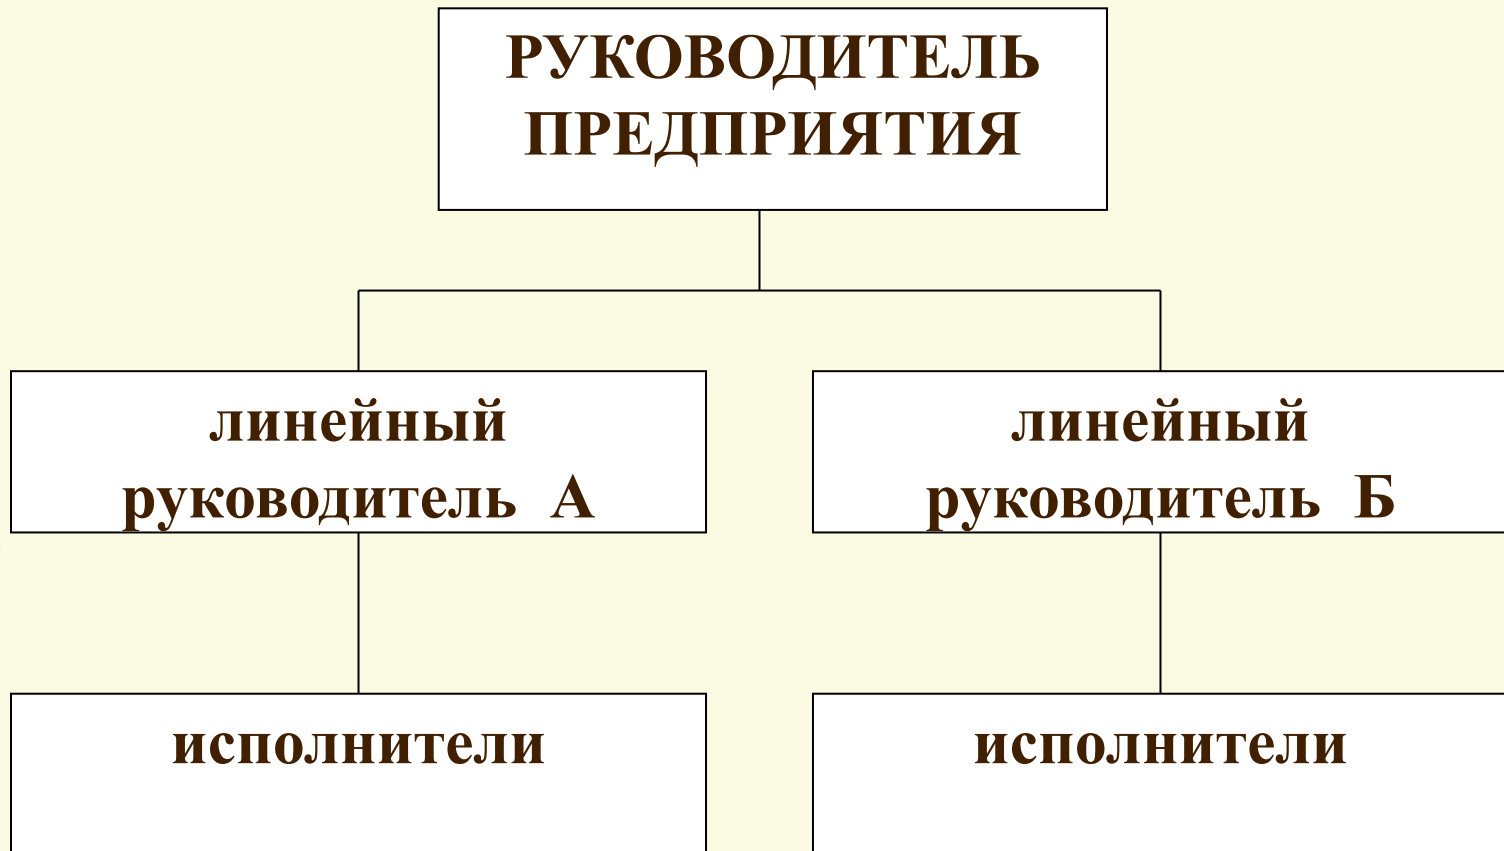 РУКОВОДИТЕЛЬ
ПРЕДПРИЯТИЯ
линейный
руководитель А
линейный
руководитель Б
исполнители
исполнители